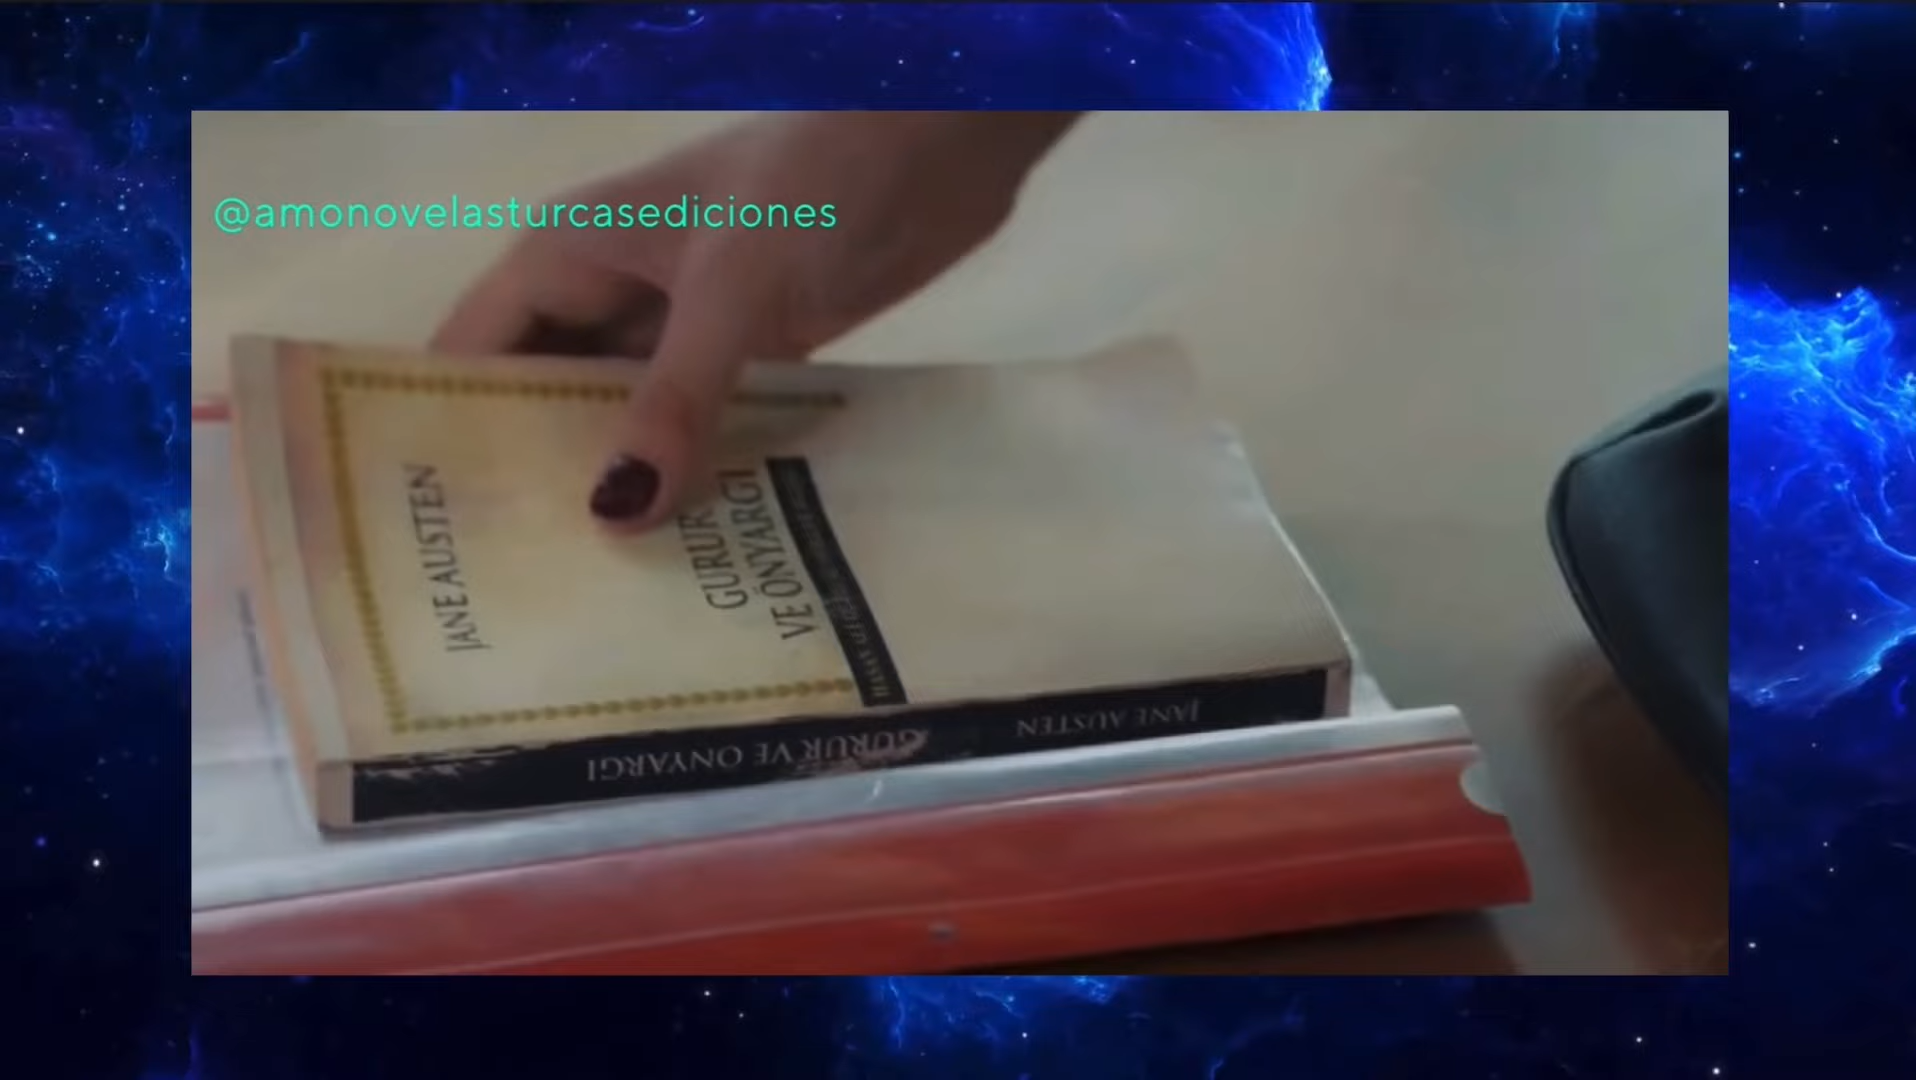 @amonovelasturcasediciones
JANE AUSTEN
GURUR
VE ÖNYARGI
GURUR VE ÖNYARGI
JANE AUSTEN